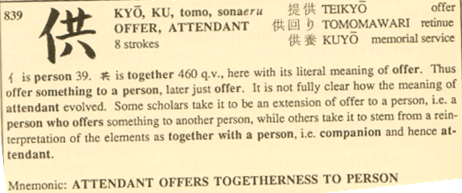 839
供
KYŌ, KU, tomo, sonaeru
OFFER, ATTENDANT
8 strokes
提供 TEIKYŌ offer
供回り TOMOMAWARI retinue
供養 KUYŌ memorial service
亻 is person 39. 共 is together 460 q.v., here with its literal meaning of offer. Thus
offer something to a person, later just offer. It is not fully clear how the meaning of
attendant evolved. Some scholars take it to be an extension of offer to a person, i.e. a
person who offers something to another person, while others take it to stem from a rein-
terpretation of the elements as together with a person, i.e. companion and hence at-
tendant.
Mnemonic: ATTENDANT OFFERS TOGETHERNESS TO PERSON